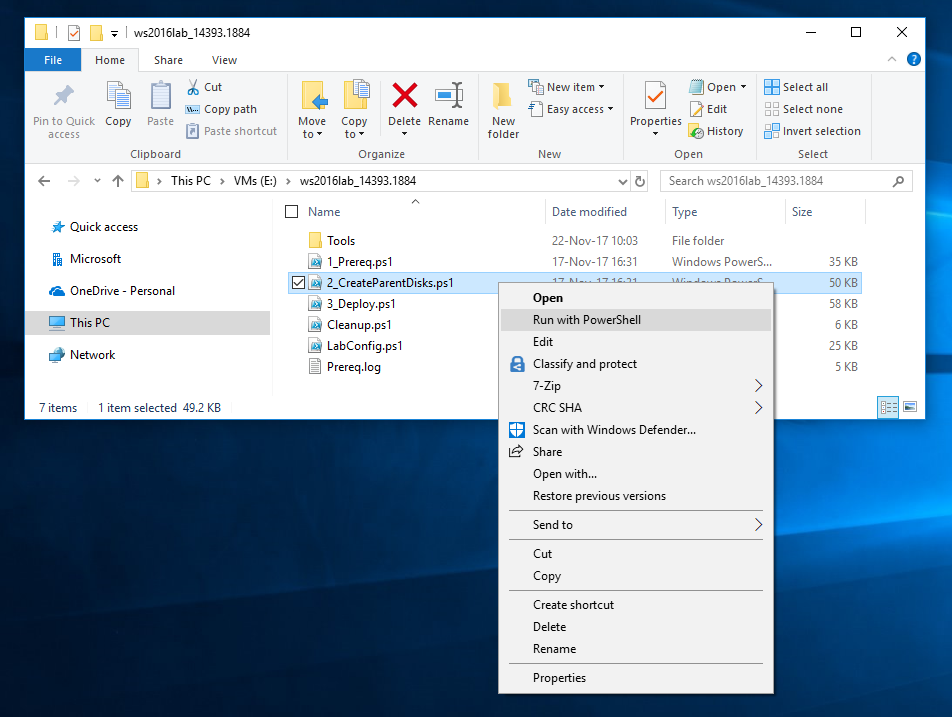 ws2016lab_14393.1884
File Home Share View
Pin to Quick access
Copy
Paste
Cut
Copy path
Paste shortcut
Clipboard
Move to
Copy to
Delete
Rename
Organize
New folder
New item
Easy access
New
Properties
Open
Edit
History
Open
Select all
Select none
Invert selection
Select
This PC VMs (E:) ws2016lab_14393.1884
Search ws2016lab_14393.1884
Quick access
Microsoft
OneDrive - Personal
This PC
Network
Name Date modified Type Size
Tools 22-Nov-17 10:03 File folder
1_Prereq.ps1 17-Nov-17 16:31 Windows PowerS... 35 KB
2_CreateParentDisks.ps1 17-Nov-17 16:31 Windows PowerS... 50 KB
3_Deploy.ps1 58 KB
Cleanup.ps1 6 KB
LabConfig.ps1 25 KB
Prereq.log 5 KB
7 items 1 item selected 49.2 KB
Open
Run with PowerShell
Edit
Classify and protect
7-Zip
CRC SHA
Scan with Windows Defender...
Share
Open with...
Restore previous versions
Send to
Cut
Copy
Create shortcut
Delete
Rename
Properties